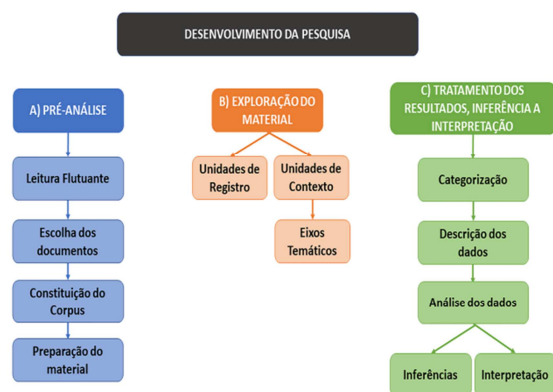 DESENVOLVIMENTO DA PESQUISA
A) PRÉ-ANÁLISE
Leitura Flutuante
Escolha dos
documentos
Constituição do
Corpus
Preparação do
material
B) EXPLORAÇÃO DO
MATERIAL
Unidades de
Registro
Unidades de
Contexto
Eixos
Temáticos
C) TRATAMENTO DOS
RESULTADOS, INFERÊNCIA A
INTERPRETAÇÃO
Categorização
Descrição dos
dados
Análise dos dados
Inferências
Interpretação